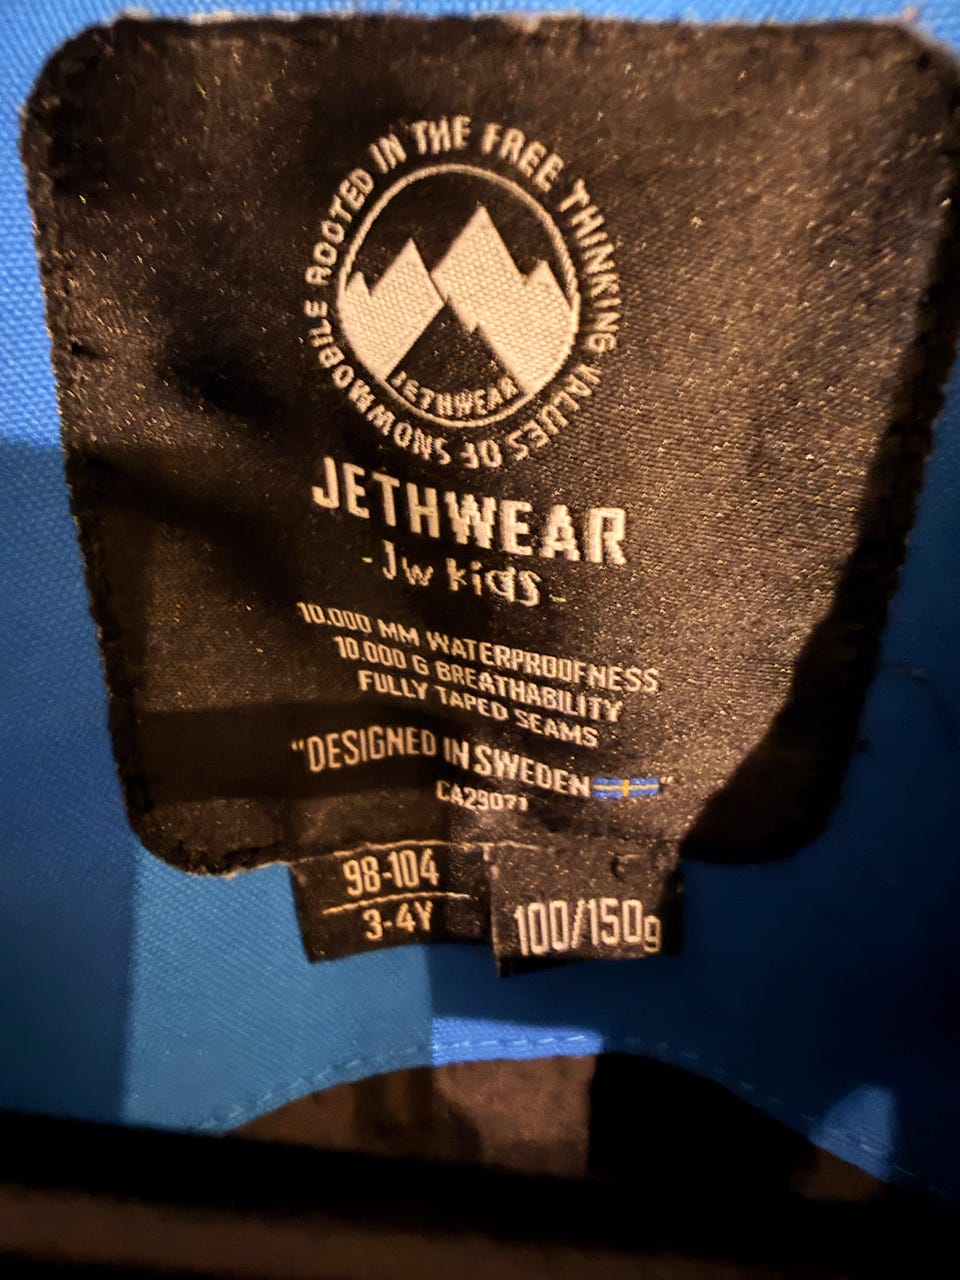 ROOTED IN THE FREE THINKING VALUES OF SNOWMOBILE
JETHWEAR
JETHWEAR
-Jw kids-
10.000 MM WATERPROOFNESS
10.000 G BREATHABILITY
FULLY TAPED SEAMS
"DESIGNED IN SWEDEN"
CA29071
98-104
3-4Y
100/150g